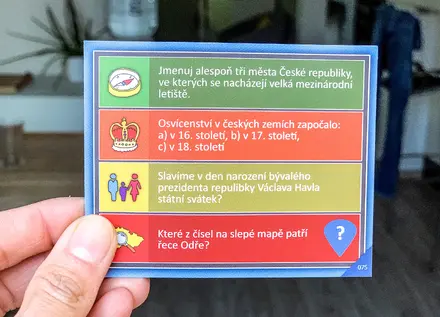 Jmenuj alespoň tři města České republiky,
ve kterých se nacházejí velká mezinárodní
letiště.
Osvícenství v českých zemích započalo:
a) v 16. století, b) v 17. století,
c) v 18. století
Slavíme v den narození bývalého
prezidenta repulibky Václava Havla
státní svátek?
Které z čísel na slepé mapě patří
řece Odře?
?
075